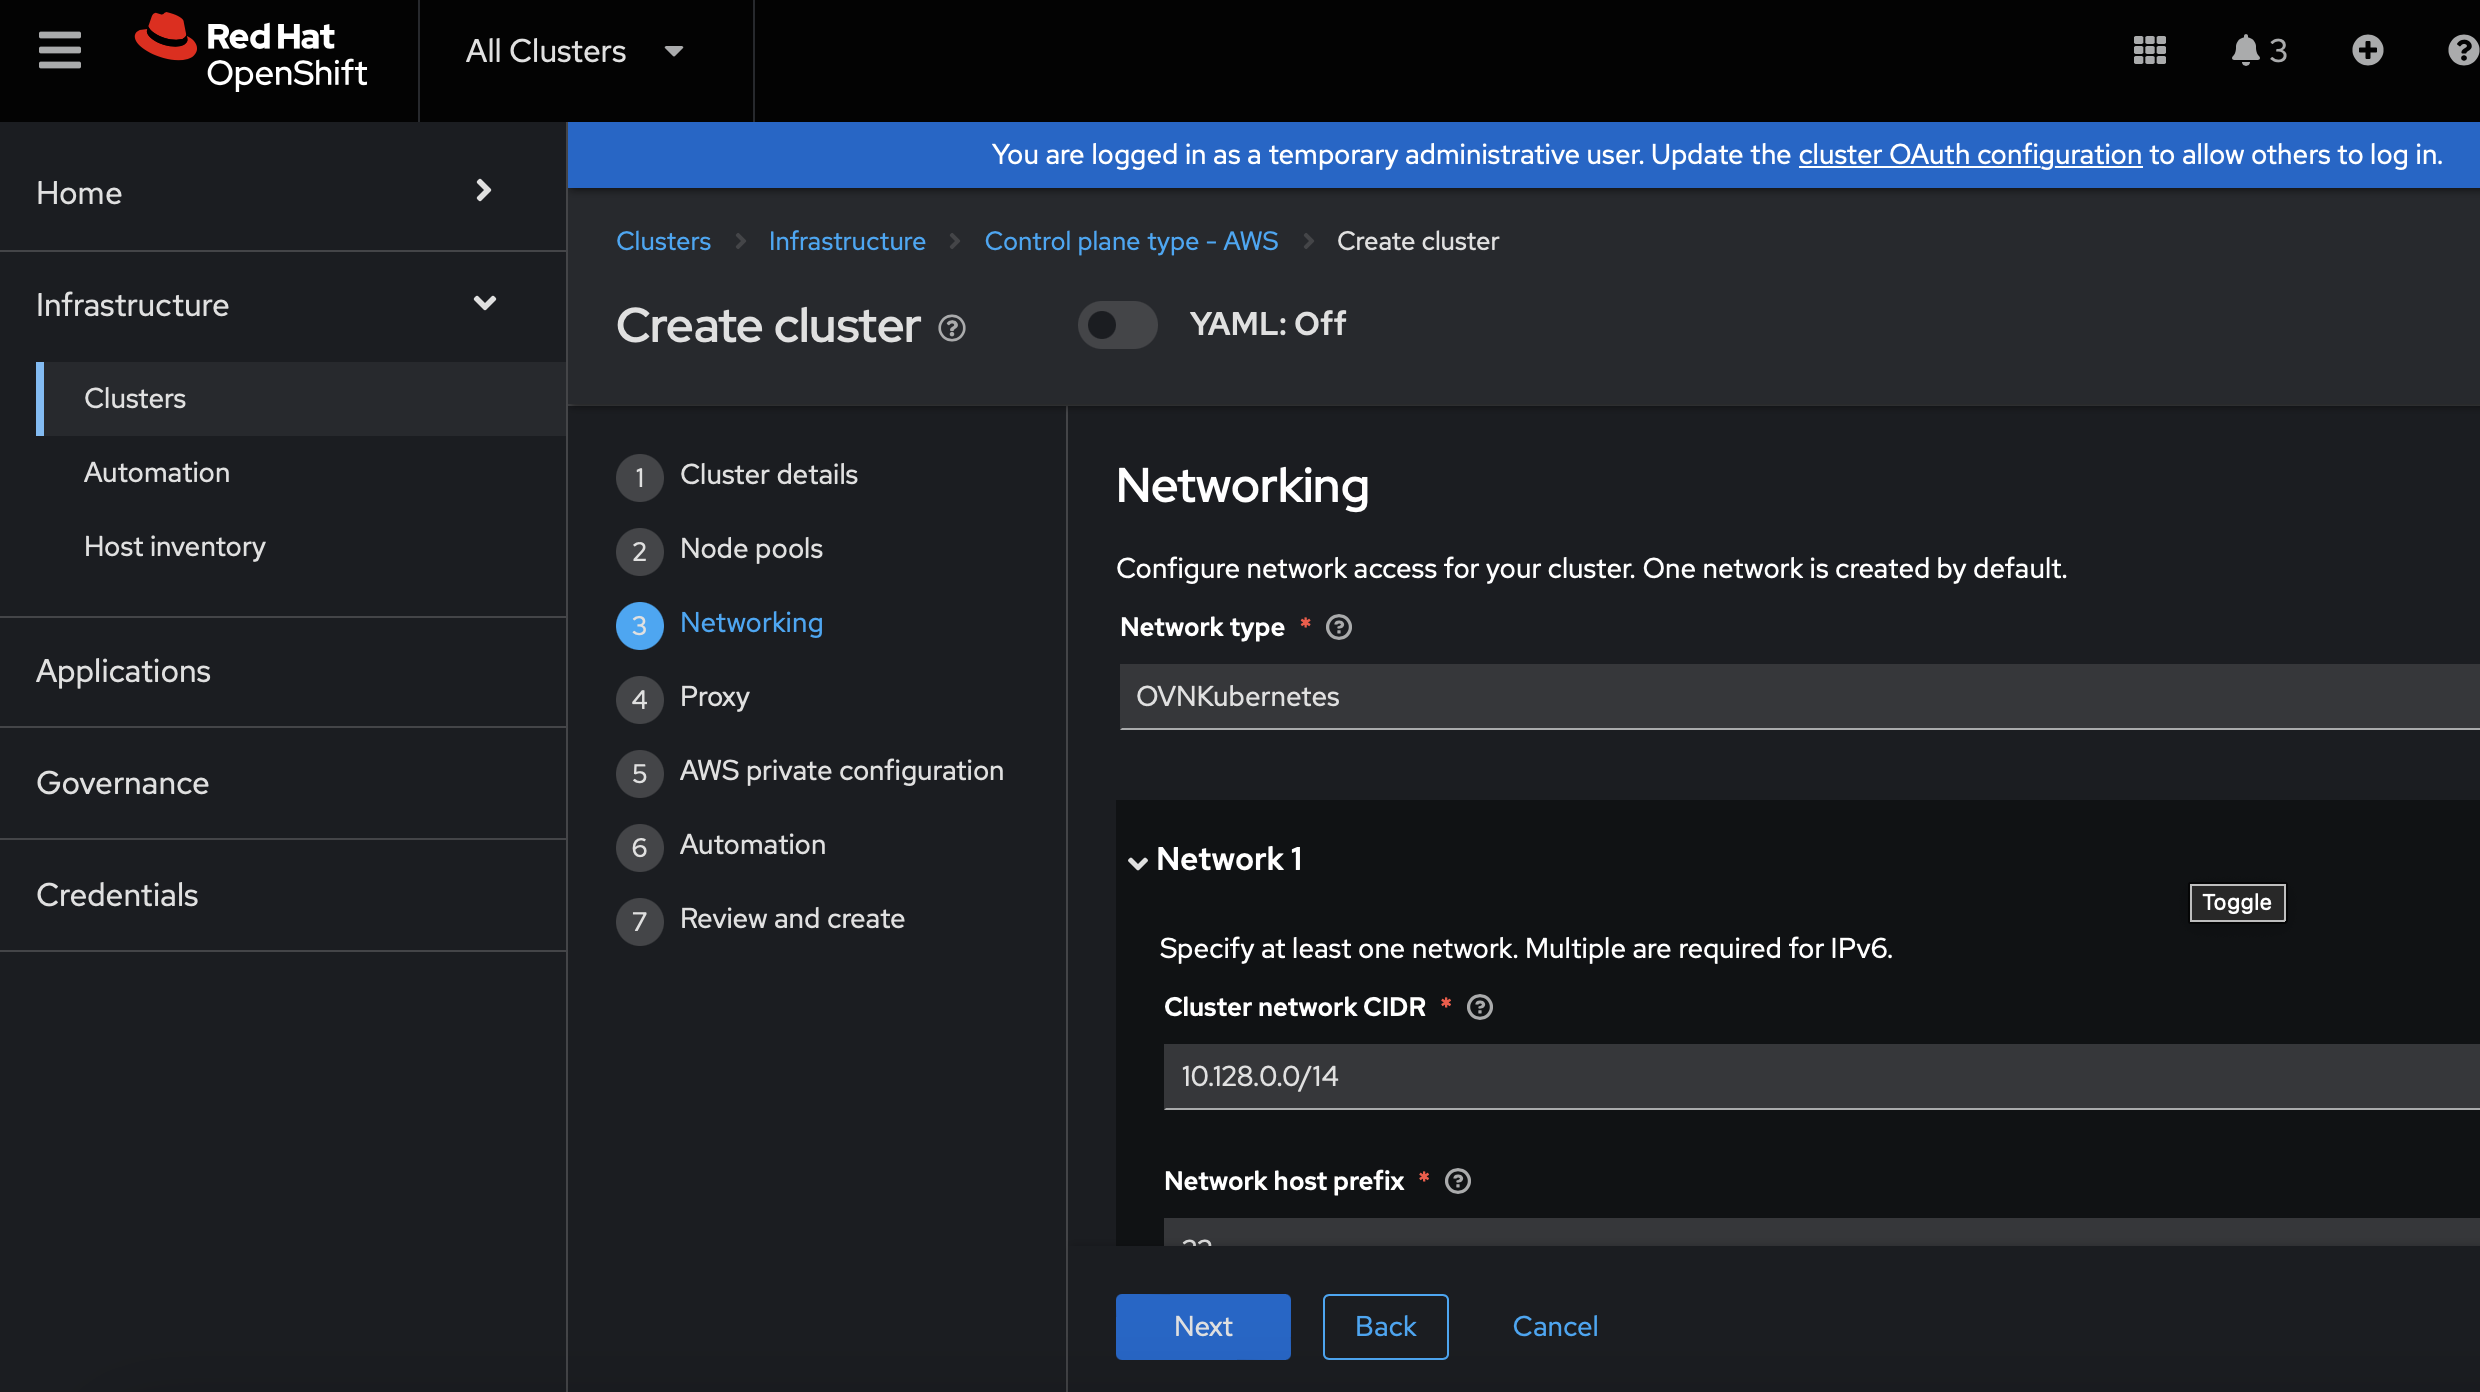 Red Hat
OpenShift
All Clusters
3
You are logged in as a temporary administrative user. Update the cluster OAuth configuration to allow others to log in.
Home
Infrastructure
Clusters
Automation
Host inventory
Applications
Governance
Credentials
Clusters
Infrastructure
Control plane type - AWS
Create cluster
Create cluster
YAML: Off
1 Cluster details
2 Node pools
3 Networking
4 Proxy
5 AWS private configuration
6 Automation
7 Review and create
Networking
Configure network access for your cluster. One network is created by default.
Network type *
OVNKubernetes
Network 1
Toggle
Specify at least one network. Multiple are required for IPv6.
Cluster network CIDR *
10.128.0.0/14
Network host prefix *
Next
Back
Cancel